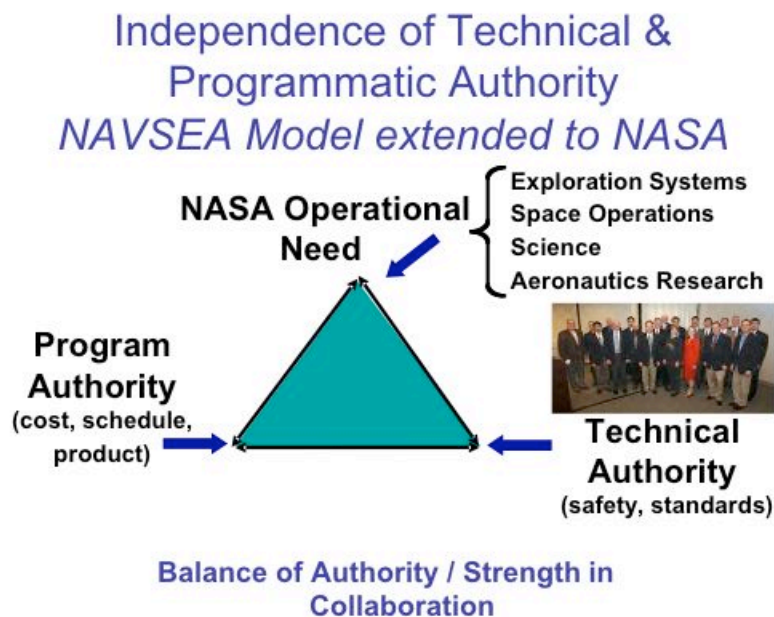 Independence of Technical &
Programmatic Authority
NAVSEA Model extended to NASA
NASA Operational
Need
Exploration Systems
Space Operations
Science
Aeronautics Research
Program
Authority
(cost, schedule,
product)
Technical
Authority
(safety, standards)
Balance of Authority / Strength in
Collaboration